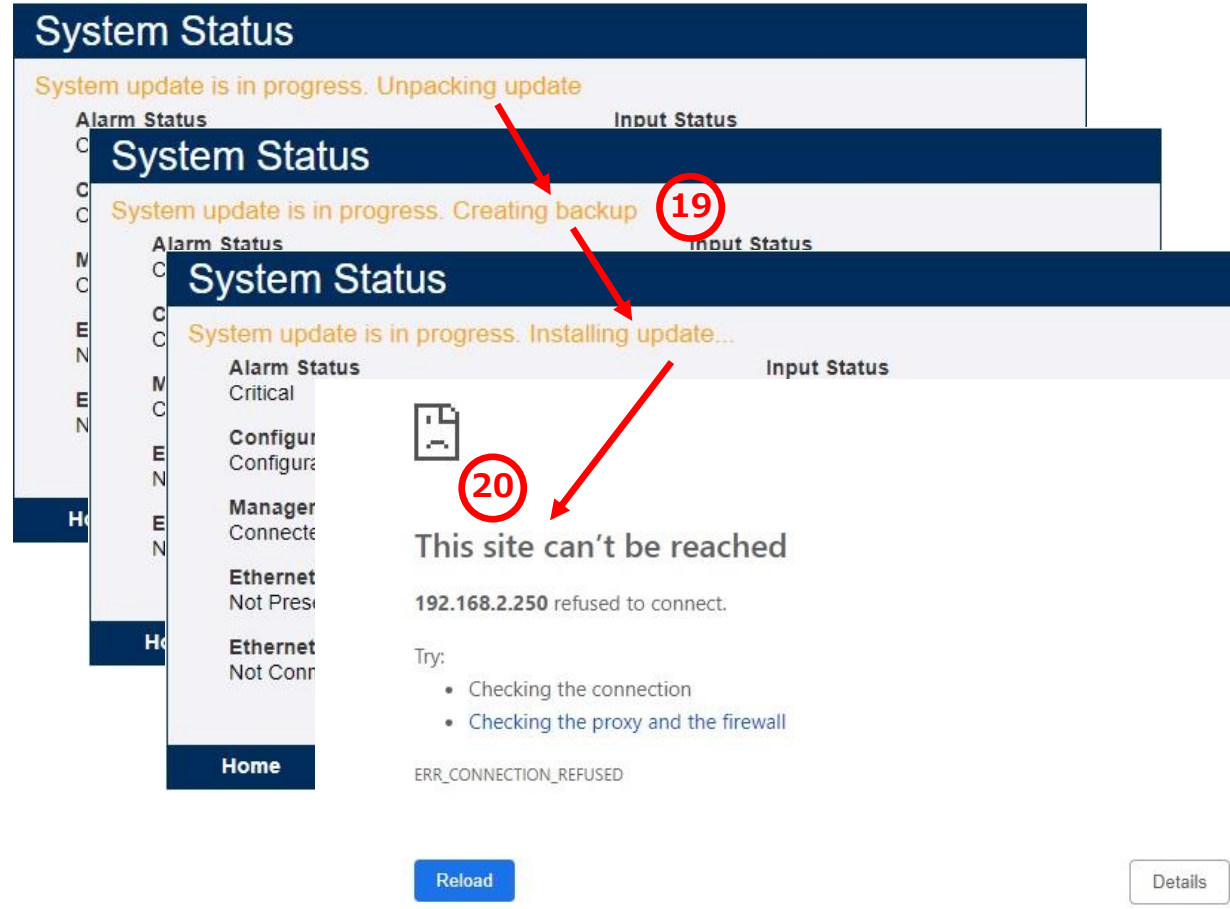 System Status
System update is in progress. Unpacking update
Alarm Status Input Status
C
C
C
M
C
E
N
E
N
System Status
System update is in progress. Creating backup 19
Alarm Status Input Status
C
C
C
M
C
E
N
E
N
System Status
System update is in progress. Installing update...
Alarm Status Input Status
Critical
Configur
Configura
Manager
Connecte
Ethernet
Not Prese
Ethernet
Not Conn
Home
20
This site can't be reached
192.168.2.250 refused to connect.
Try:
• Checking the connection
• Checking the proxy and the firewall
ERR_CONNECTION_REFUSED
Reload Details